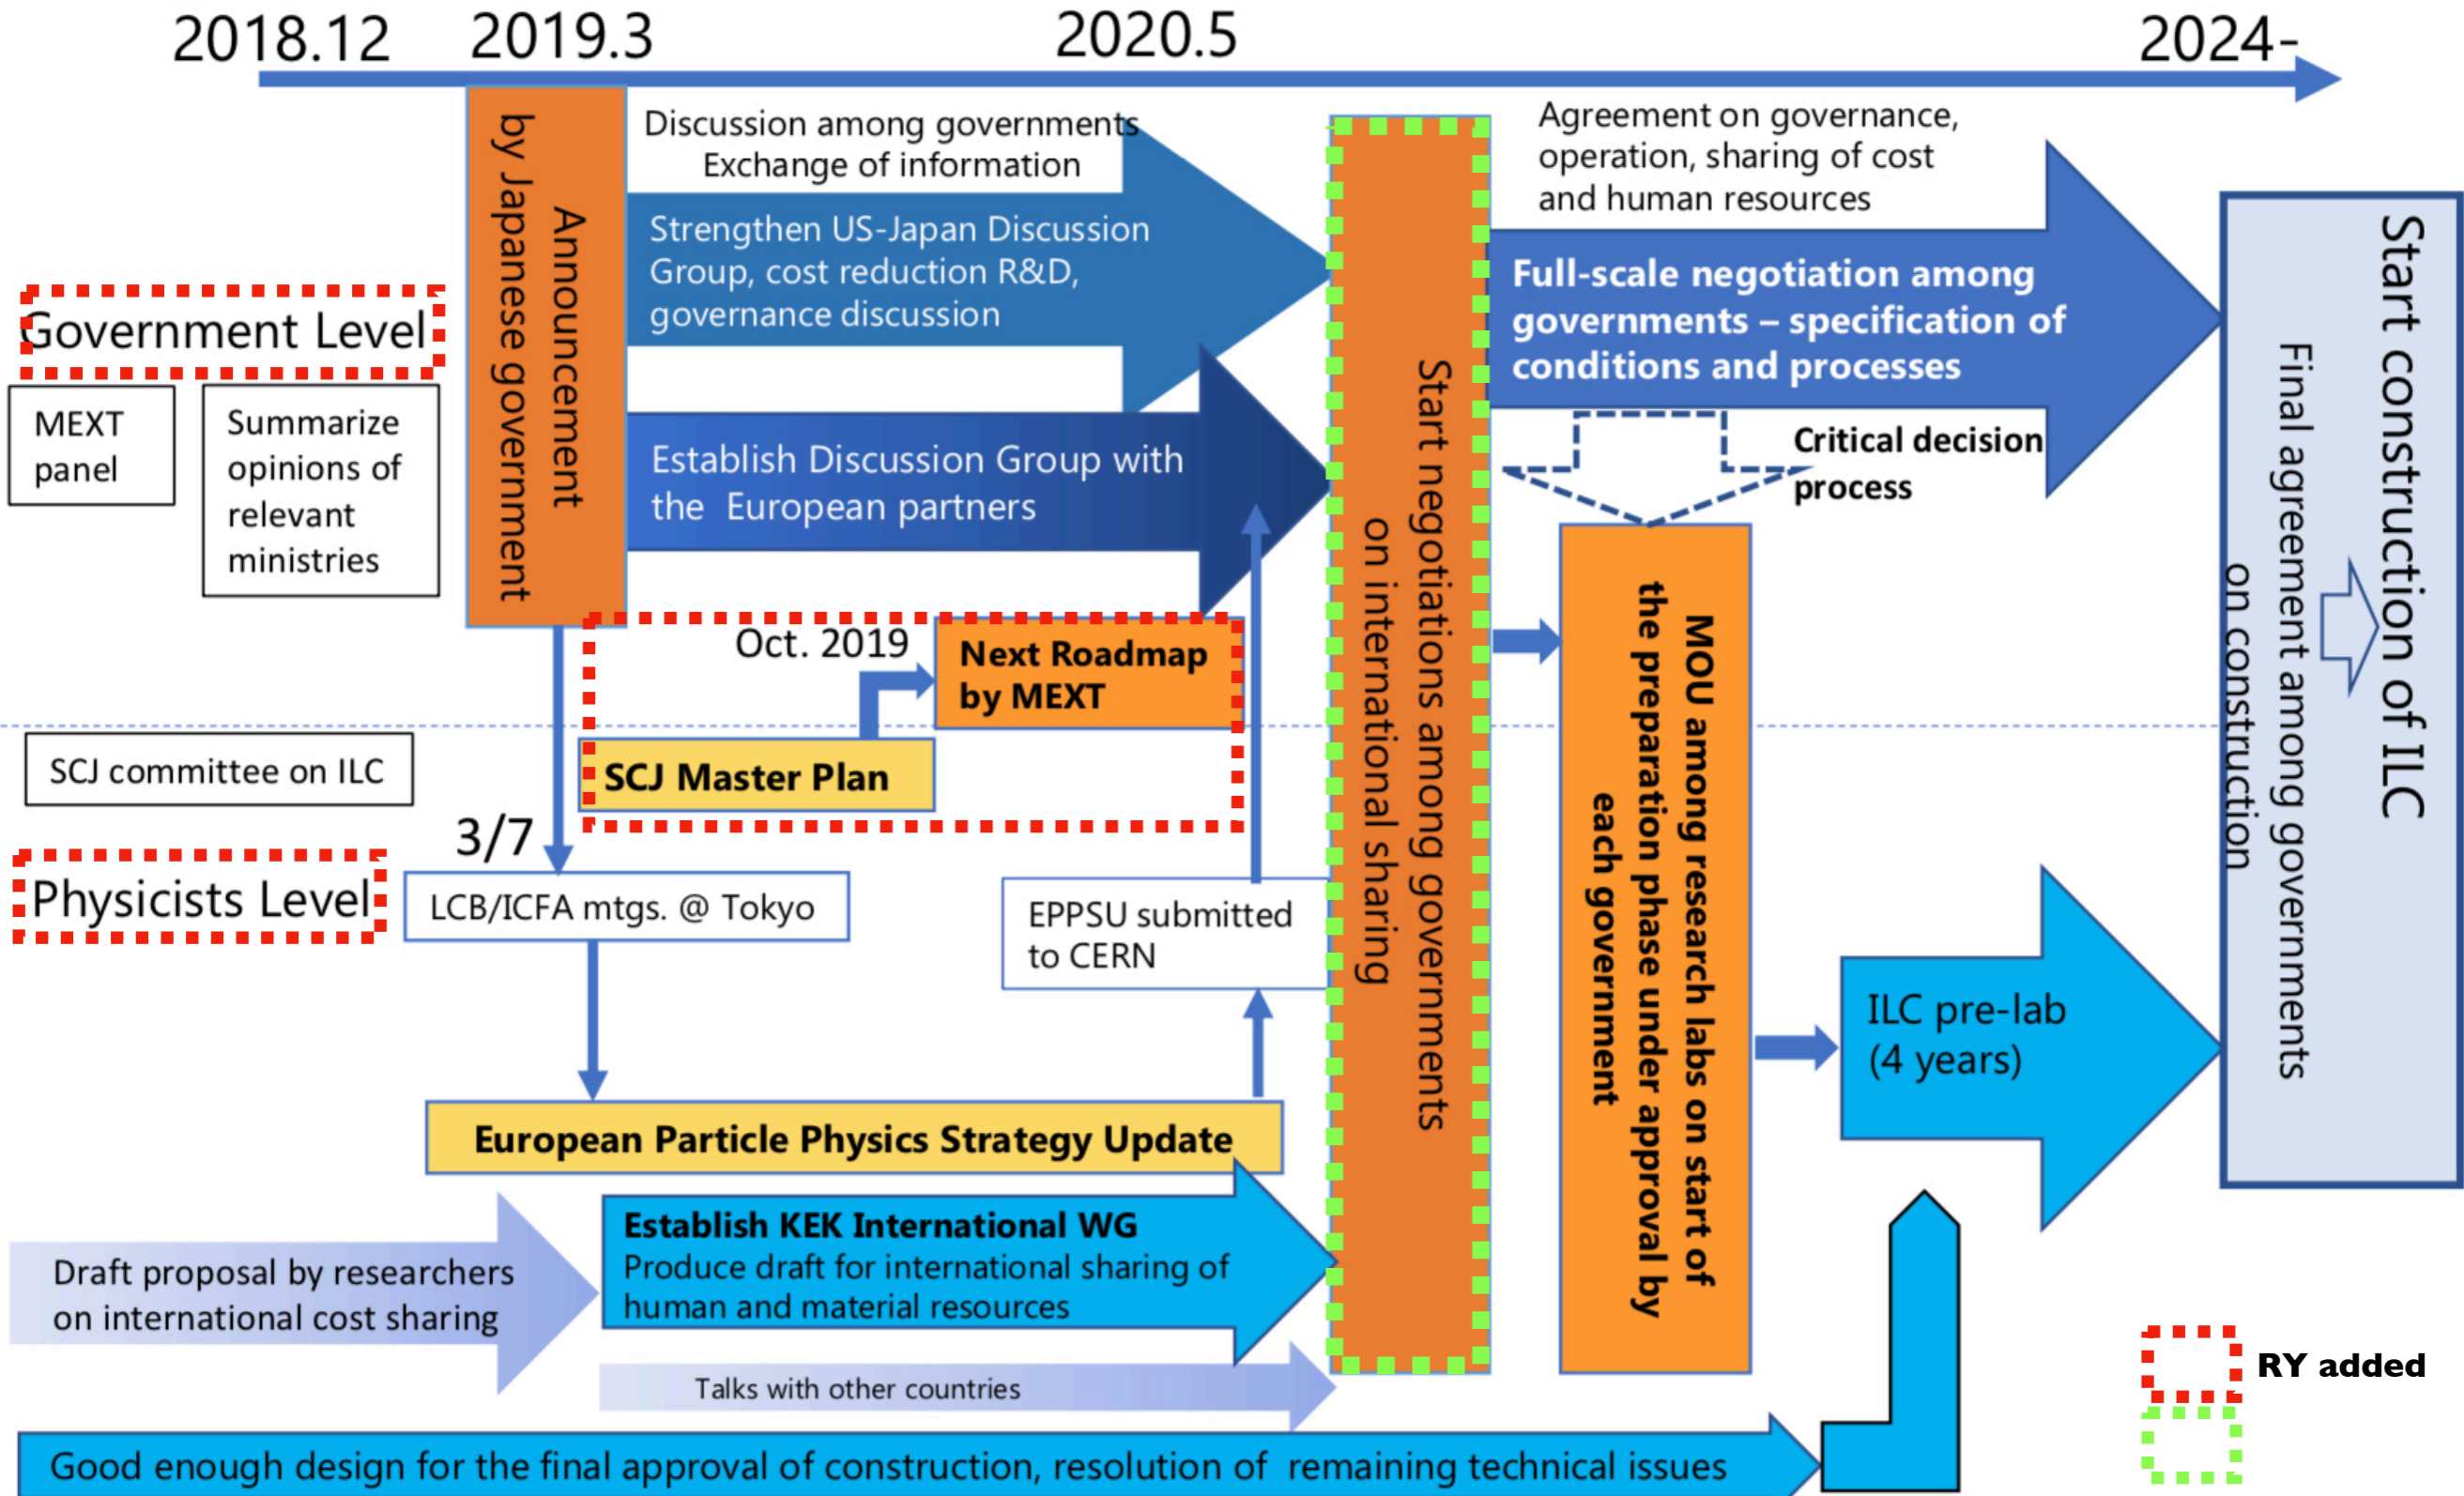 2018.12
2019.3
2020.5
2024-
Announcement
by Japanese government
Discussion among governments
Exchange of information
Strengthen US-Japan Discussion
Group, cost reduction R&D,
governance discussion
Establish Discussion Group with
the European partners
Government Level
MEXT
panel
Summarize
opinions of
relevant
ministries
Oct. 2019
Next Roadmap
by MEXT
SCJ Master Plan
SCJ committee on ILC
3/7
Physicists Level
LCB/ICFA mtgs. @ Tokyo
EPPSU submitted
to CERN
European Particle Physics Strategy Update
Draft proposal by researchers
on international cost sharing
Establish KEK International WG
Produce draft for international sharing of
human and material resources
Talks with other countries
Good enough design for the final approval of construction, resolution of remaining technical issues
Start negotiations among governments
on international sharing
Agreement on governance,
operation, sharing of cost
and human resources
Full-scale negotiation among
governments – specification of
conditions and processes
Critical decision
process
MOU among research labs on start of
the preparation phase under approval by
each government
ILC pre-lab
(4 years)
Start construction of ILC
Final agreement among governments
on construction
RY added